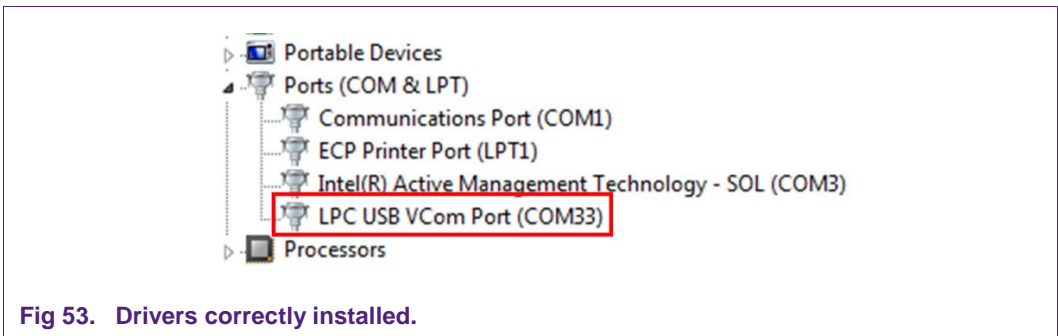 Portable Devices
Ports (COM & LPT)
Communications Port (COM1)
ECP Printer Port (LPT1)
Intel(R) Active Management Technology - SOL (COM3)
LPC USB VCom Port (COM33)
Processors
Fig 53. Drivers correctly installed.